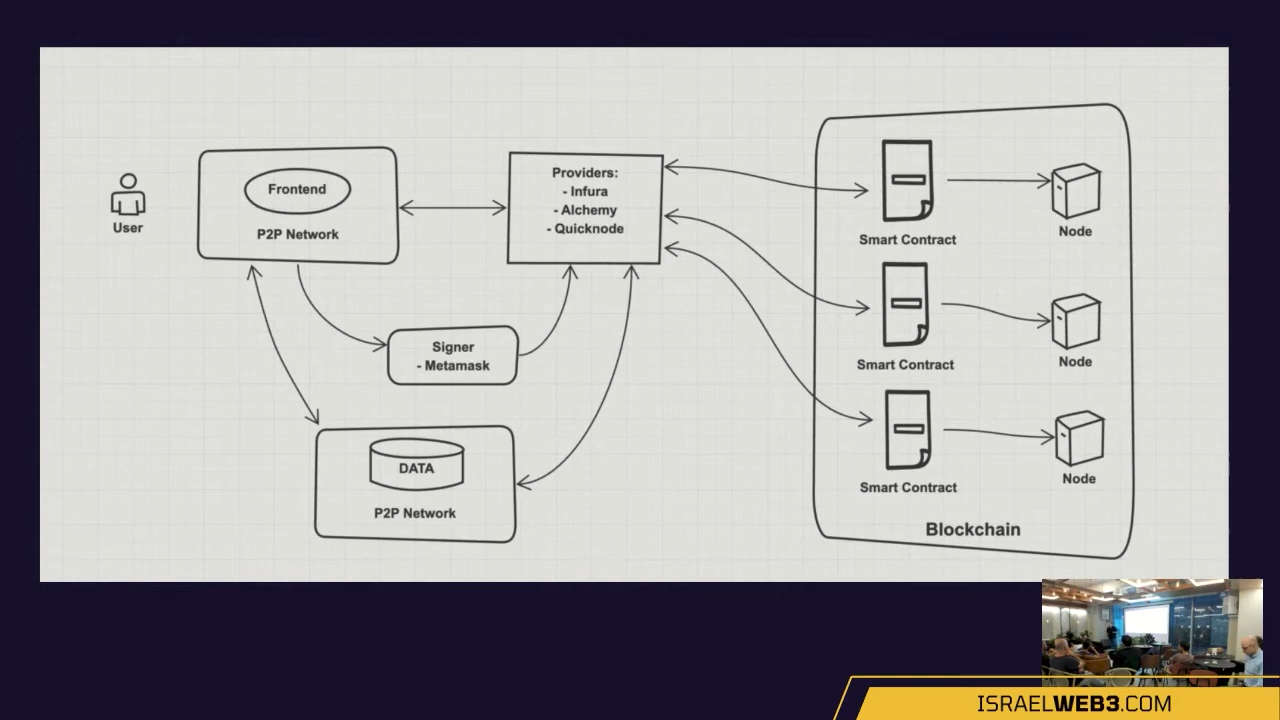 User
Frontend
P2P Network
Providers:
- Infura
- Alchemy
- Quicknode
Signer
- Metamask
DATA
P2P Network
Smart Contract
Node
Smart Contract
Node
Smart Contract
Node
Blockchain
ISRAELWEB3.COM